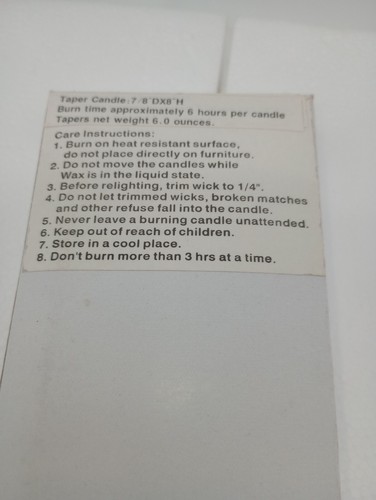 Taper Candle:7/8"DX8"H
Burn time approximately 6 hours per candle
Tapers net weight 6.0 ounces.
Care Instructions:
1. Burn on heat resistant surface,
do not place directly on furniture.
2. Do not move the candles while
Wax is in the liquid state.
3. Before relighting, trim wick to 1/4".
4. Do not let trimmed wicks, broken matches
and other refuse fall into the candle.
5. Never leave a burning candle unattended.
6. Keep out of reach of children.
7. Store in a cool place.
8. Don't burn more than 3 hrs at a time.